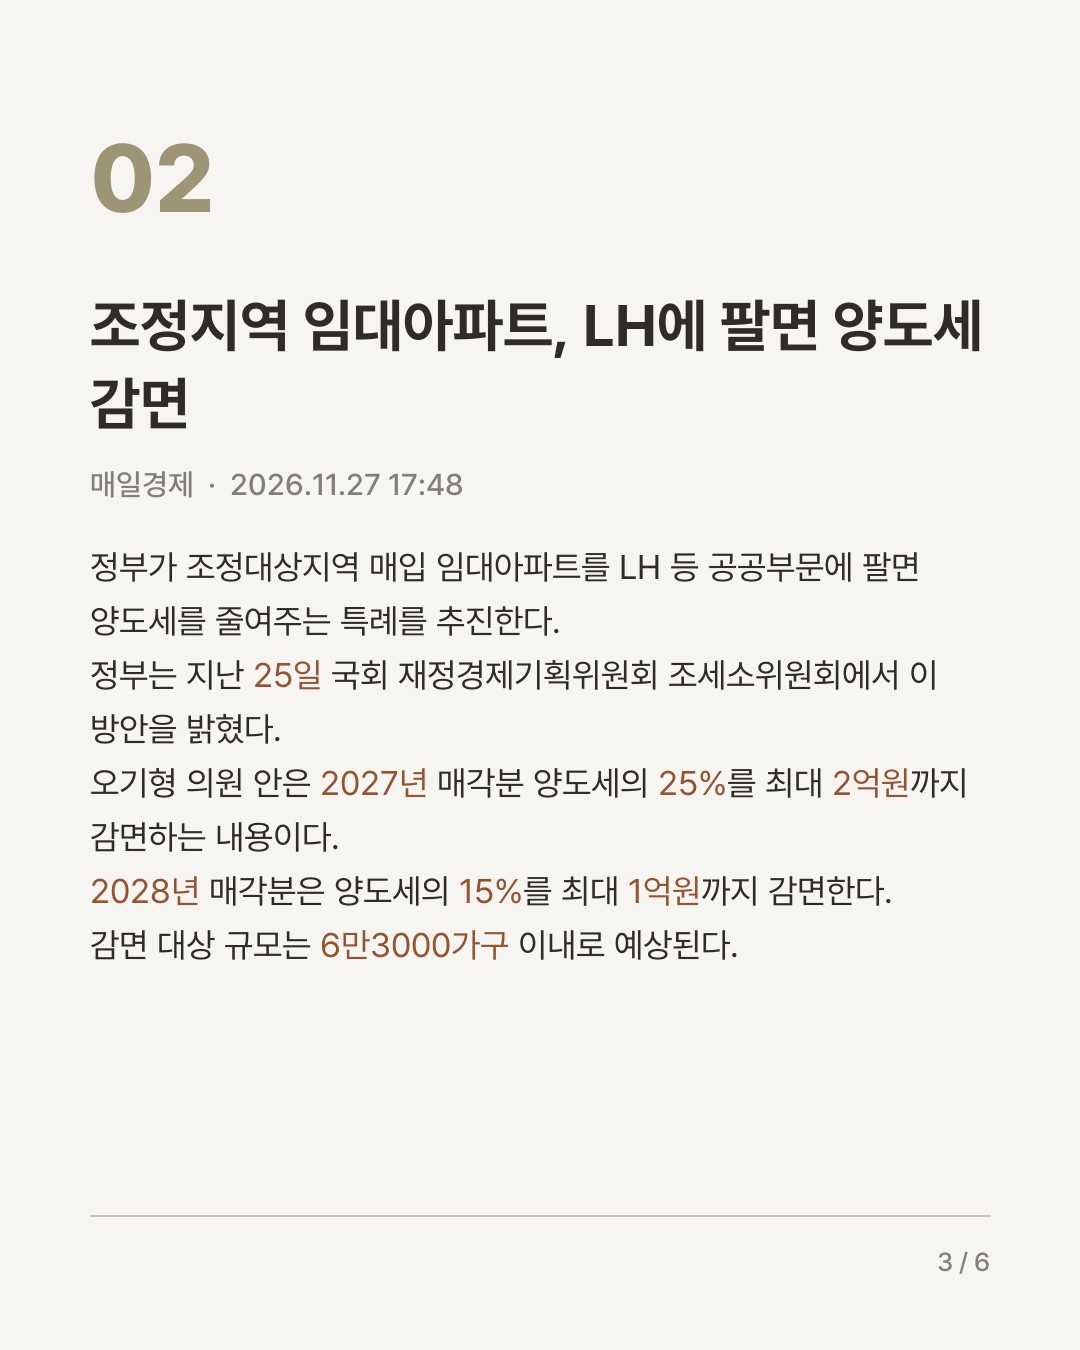 02
조정지역 임대아파트, LH에 팔면 양도세
감면
매일경제 · 2026.11.27 17:48
정부가 조정대상지역 매입 임대아파트를 LH 등 공공부문에 팔면
양도세를 줄여주는 특례를 추진한다.
정부는 지난 25일 국회 재정경제기획위원회 조세소위원회에서 이
방안을 밝혔다.
오기형 의원 안은 2027년 매각분 양도세의 25%를 최대 2억원까지
감면하는 내용이다.
2028년 매각분은 양도세의 15%를 최대 1억원까지 감면한다.
감면 대상 규모는 6만3000가구 이내로 예상된다.
3 / 6